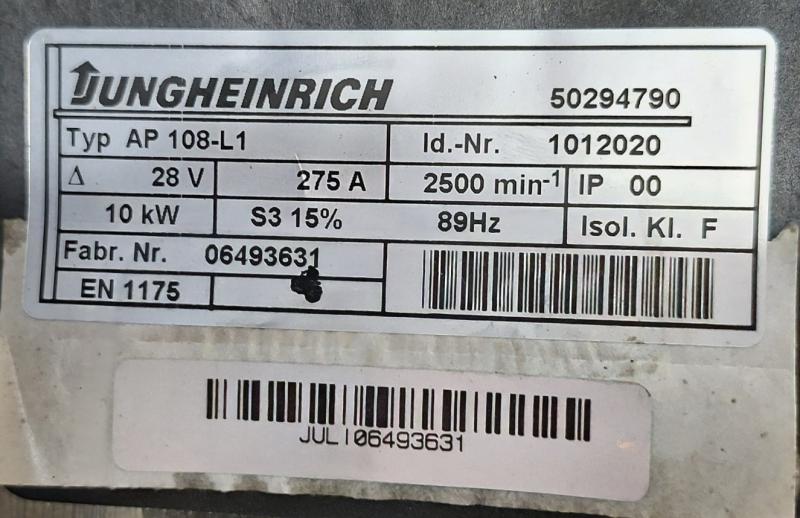 JUNGHEINRICH 50294790
Typ AP 108-L1 Id.-Nr. 1012020
Δ 28 V 275 A 2500 min-1 IP 00
10 kW S3 15% 89Hz Isol. Kl. F
Fabr. Nr. 06493631
EN 1175
JULI06493631